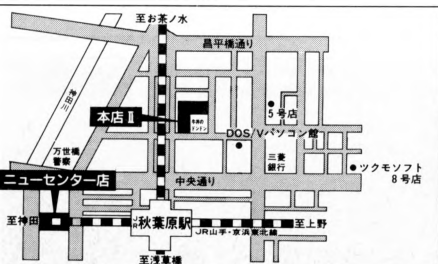 至お茶ノ水
昌平橋通り
神田川
本店Ⅱ
5号店
DOS/Vパソコン館
万世橋
警察
三菱
銀行
ツクモソフト
8号店
ニューセンター店
中央通り
至神田
JR
秋葉原駅
JR山手・京浜東北線
至上野
至浅草橋